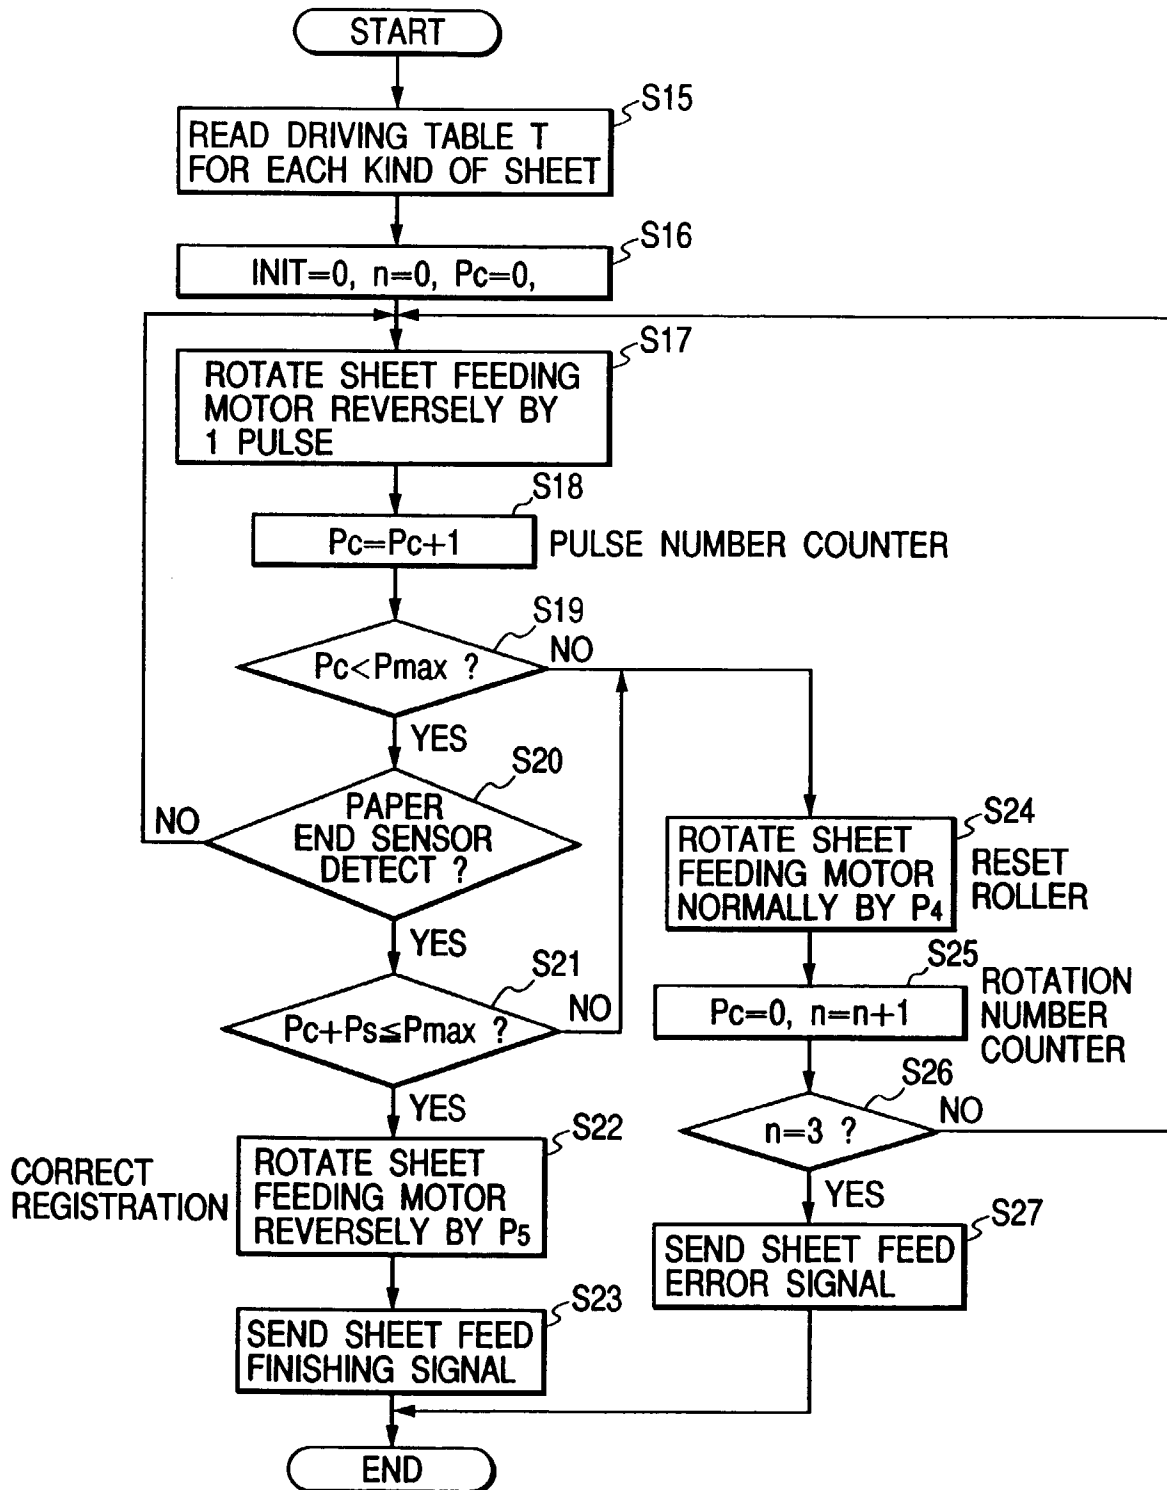 START
S15
READ DRIVING TABLE T
FOR EACH KIND OF SHEET
S16
INIT=0, n=0, Pc=0,
S17
ROTATE SHEET FEEDING
MOTOR REVERSELY BY
1 PULSE
S18
Pc=Pc+1
PULSE NUMBER COUNTER
S19
Pc<Pmax ?
NO
YES
S20
PAPER
END SENSOR
DETECT ?
NO
YES
S21
Pc+Ps≦Pmax ?
NO
YES
S22
CORRECT
REGISTRATION
ROTATE SHEET
FEEDING MOTOR
REVERSELY BY P5
S23
SEND SHEET FEED
FINISHING SIGNAL
S24
ROTATE SHEET
FEEDING MOTOR
NORMALLY BY P4
RESET
ROLLER
S25
Pc=0, n=n+1
ROTATION
NUMBER
COUNTER
S26
n=3 ?
NO
YES
S27
SEND SHEET FEED
ERROR SIGNAL
END